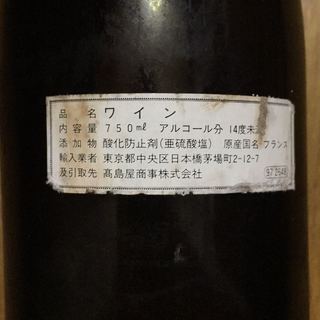 品名 ワイン
内容量 750ml アルコール分 14度未満
添加物 酸化防止剤(亜硫酸塩) 原産国名 フランス
輸入業者 東京都中央区日本橋茅場町2-12-7
及引取先 髙島屋商事株式会社